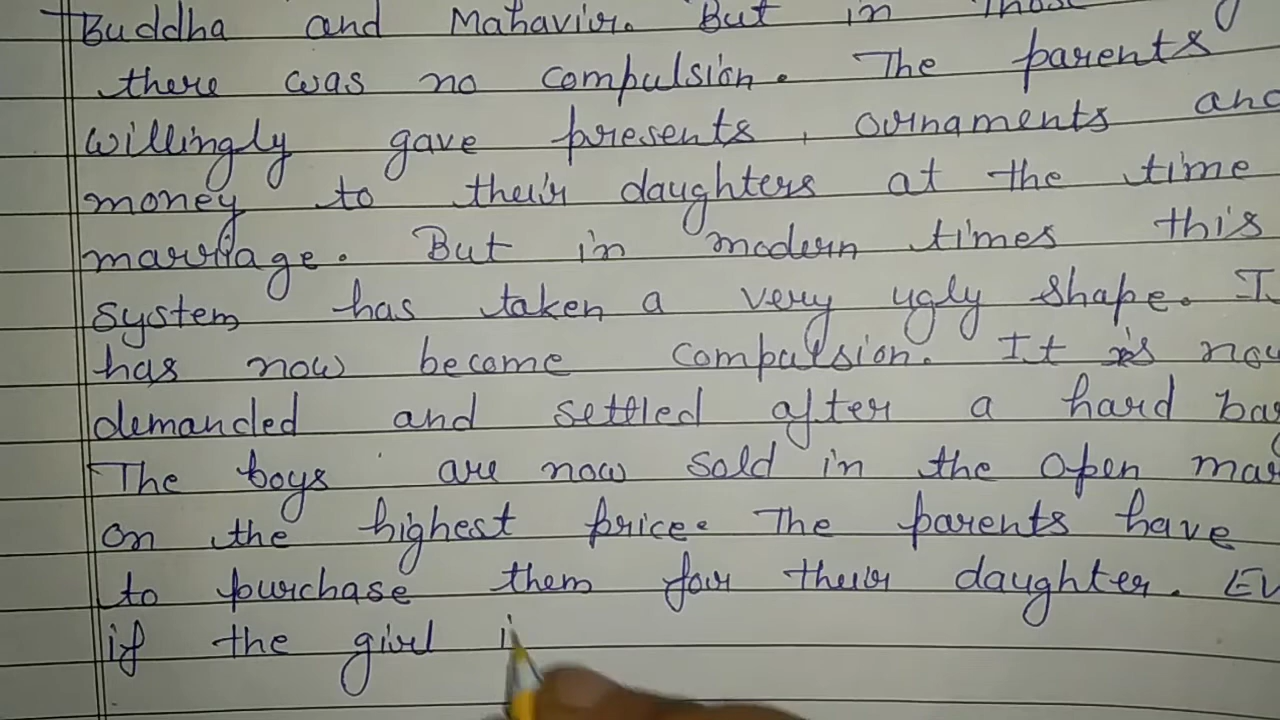 Buddha and Mahavir. But in those
there was no compulsion. The parents
willingly gave presents, ornaments and
money to their daughters at the time
marriage. But in modern times this
system has taken a very ugly shape. I
has now become compulsion. It is now
demanded and settled after a hard
The boys are now sold in the open
on the highest price. The parents have
to purchase them for their daughter.
if the girl i